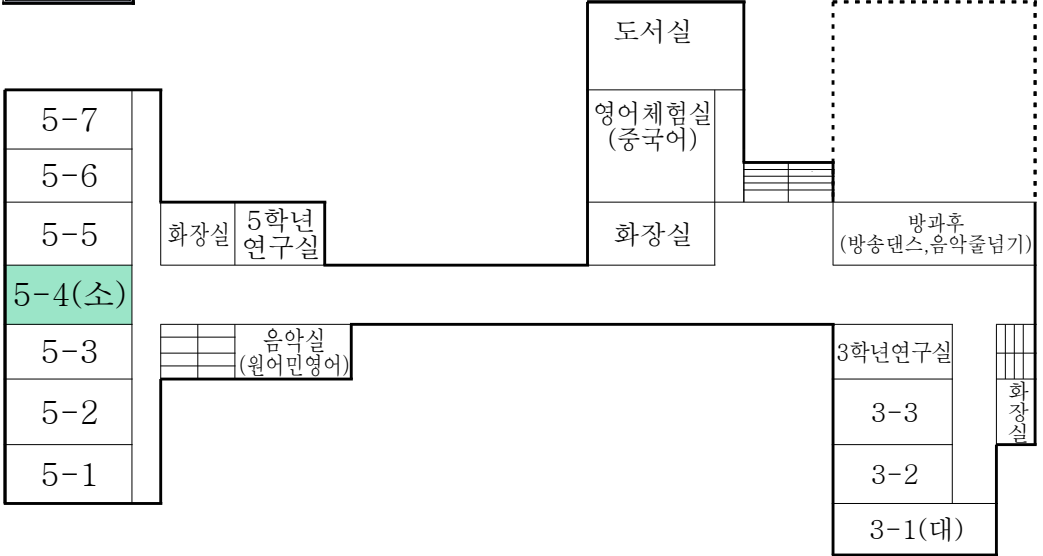 도서실
5-7
영어체험실
(중국어)
5-6
5-5
화장실
5학년
연구실
화장실
방과후
(방송댄스,음악줄넘기)
5-4(소)
5-3
음악실
(원어민영어)
3학년연구실
5-2
3-3
화
장
실
5-1
3-2
3-1(대)